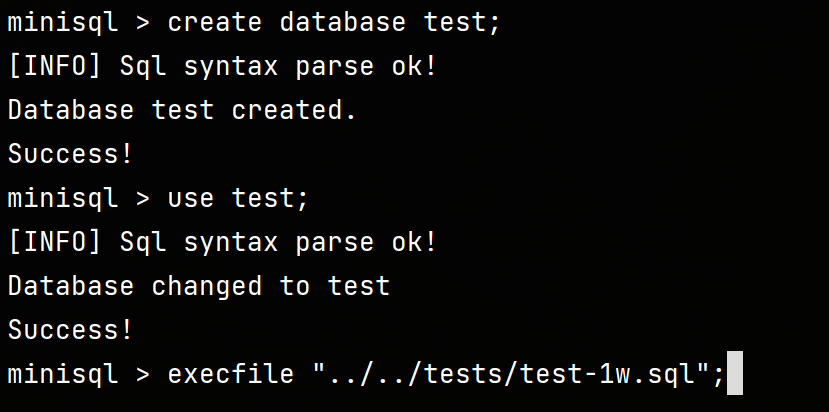 minisql > create database test;
[INFO] Sql syntax parse ok!
Database test created.
Success!
minisql > use test;
[INFO] Sql syntax parse ok!
Database changed to test
Success!
minisql > execfile "../../tests/test-1w.sql";